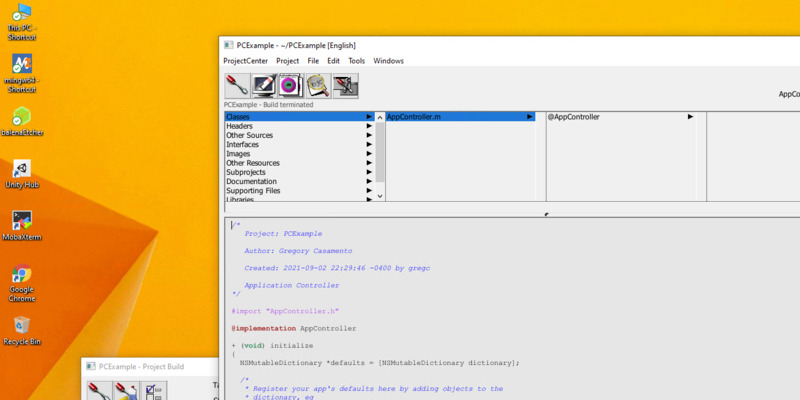 This PC -
Shortcut
mingw64 -
Shortcut
balenaEtcher
Unity Hub
MobaXterm
Google
Chrome
Recycle Bin
PCExample - ~/PCExample [English]
ProjectCenter Project File Edit Tools Windows
PCExample - Build terminated
AppCo
Classes
Headers
Other Sources
Interfaces
Images
Other Resources
Subprojects
Documentation
Supporting Files
Libraries
AppController.m
@AppController
/*
Project: PCExample
Author: Gregory Casamento
Created: 2021-09-02 22:29:46 -0400 by gregc
Application Controller
*/
#import "AppController.h"
@implementation AppController
+ (void) initialize
{
NSMutableDictionary *defaults = [NSMutableDictionary dictionary];
/*
* Register your app's defaults here by adding objects to the
* dictionary, eg
PCExample - Project Build
Ta